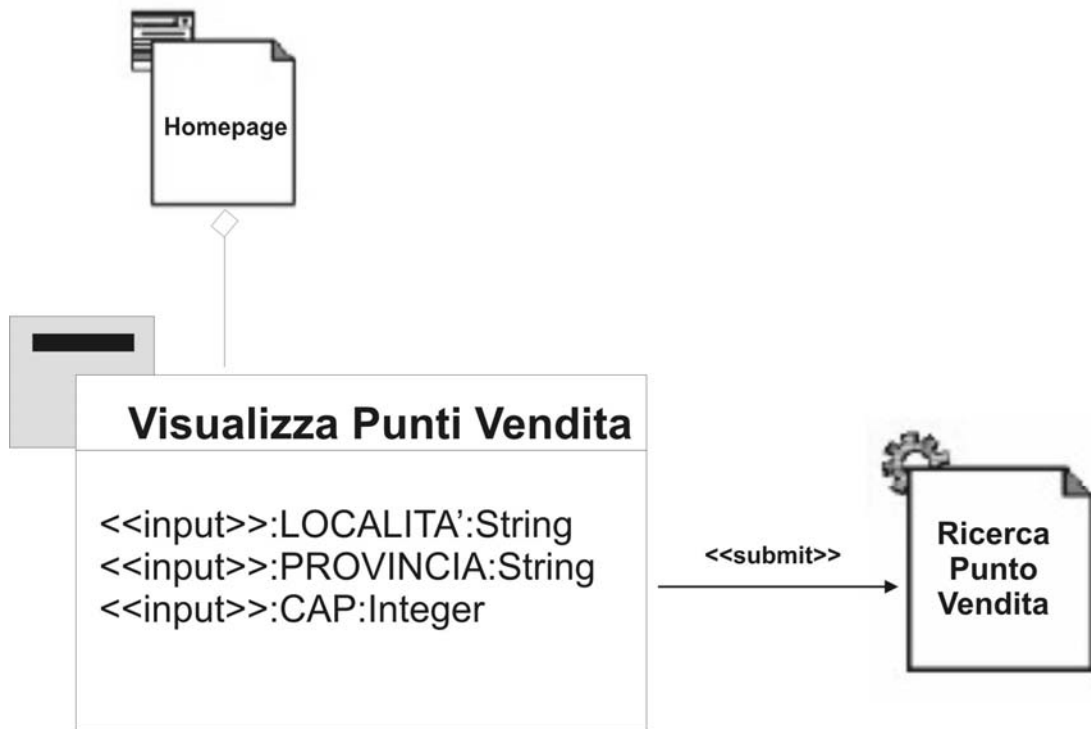 Homepage
Visualizza Punti Vendita
<<input>>:LOCALITA’:String
<<input>>:PROVINCIA:String
<<input>>:CAP:Integer
<<submit>>
Ricerca
Punto
Vendita